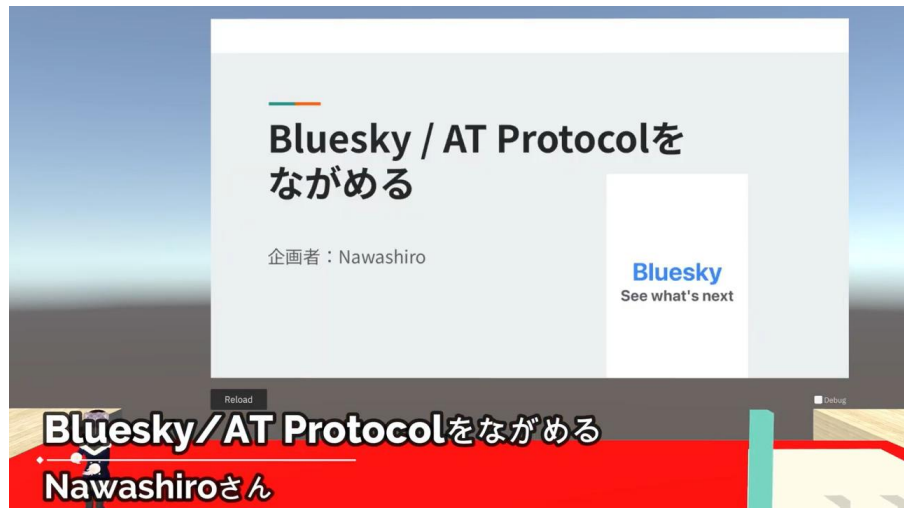 Bluesky / AT Protocolを
ながめる
企画者：Nawashiro
Bluesky
See what's next
Reload
Debug
Bluesky/AT Protocolをながめる
Nawashiroさん